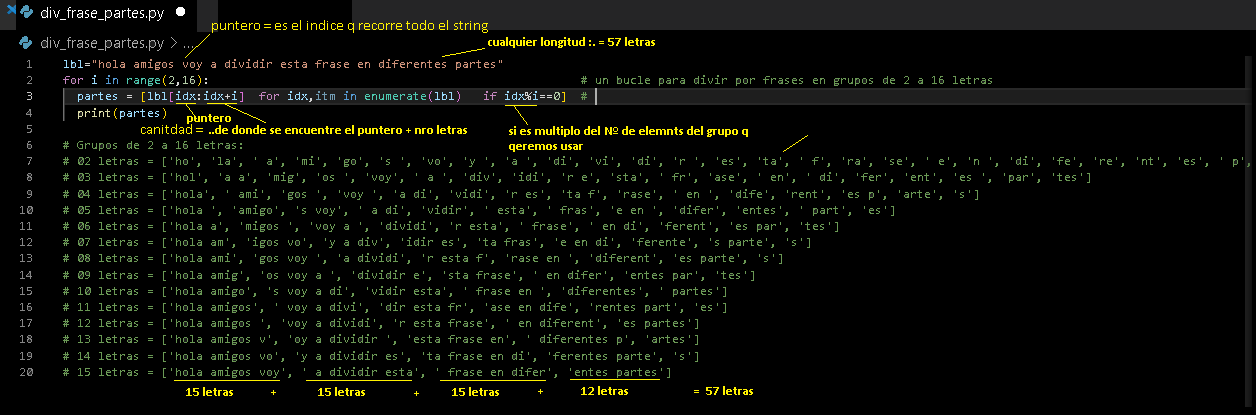 div_frase_partes.py
puntero = es el indice q recorre todo el string
div_frase_partes.py > ...
cualquier longitud :. = 57 letras
1 lbl="hola amigos voy a dividir esta frase en diferentes partes"
2 for i in range(2,16): # un bucle para divir por frases en grupos de 2 a 16 letras
3 partes = [lbl[idx:idx+i] for idx,itm in enumerate(lbl) if idx%i==0] #
4 print(partes)
puntero
5 canitdad = ..de donde se encuentre el puntero + nro letras
si es multiplo del Nº de elemnts del grupo q
qeremos usar
6 # Grupos de 2 a 16 letras:
7 # 02 letras = ['ho', 'la', ' a', 'mi', 'go', 's ', 'vo', 'y ', 'a ', 'di', 'vi', 'di', 'r ', 'es', 'ta', ' f', 'ra', 'se', ' e', 'n ', 'di', 'fe', 're', 'nt', 'es', ' p',
8 # 03 letras = ['hol', 'a a', 'mig', 'os ', 'voy', ' a ', 'div', 'idi', 'r e', 'sta', ' fr', 'ase', ' en', ' di', 'fer', 'ent', 'es ', 'par', 'tes']
9 # 04 letras = ['hola', ' ami', 'gos ', 'voy ', 'a di', 'vidi', 'r es', 'ta f', 'rase', ' en ', 'dife', 'rent', 'es p', 'arte', 's']
10 # 05 letras = ['hola ', 'amigo', 's voy', ' a di', 'vidir', ' esta', ' fras', 'e en ', 'difer', 'entes', ' part', 'es']
11 # 06 letras = ['hola a', 'migos ', 'voy a ', 'dividi', 'r esta', ' frase', ' en di', 'ferent', 'es par', 'tes']
12 # 07 letras = ['hola am', 'igos vo', 'y a div', 'idir es', 'ta fras', 'e en di', 'ferente', 's parte', 's']
13 # 08 letras = ['hola ami', 'gos voy ', 'a dividi', 'r esta f', 'rase en ', 'diferent', 'es parte', 's']
14 # 09 letras = ['hola amig', 'os voy a ', 'dividir e', 'sta frase', ' en difer', 'entes par', 'tes']
15 # 10 letras = ['hola amigo', 's voy a di', 'vidir esta', ' frase en ', 'diferentes', ' partes']
16 # 11 letras = ['hola amigos', ' voy a divi', 'dir esta fr', 'ase en dife', 'rentes part', 'es']
17 # 12 letras = ['hola amigos ', 'voy a dividi', 'r esta frase', ' en diferent', 'es partes']
18 # 13 letras = ['hola amigos v', 'oy a dividir ', 'esta frase en', ' diferentes p', 'artes']
19 # 14 letras = ['hola amigos vo', 'y a dividir es', 'ta frase en di', 'ferentes parte', 's']
20 # 15 letras = ['hola amigos voy', ' a dividir esta', ' frase en difer', 'entes partes']
15 letras + 15 letras + 15 letras + 12 letras = 57 letras